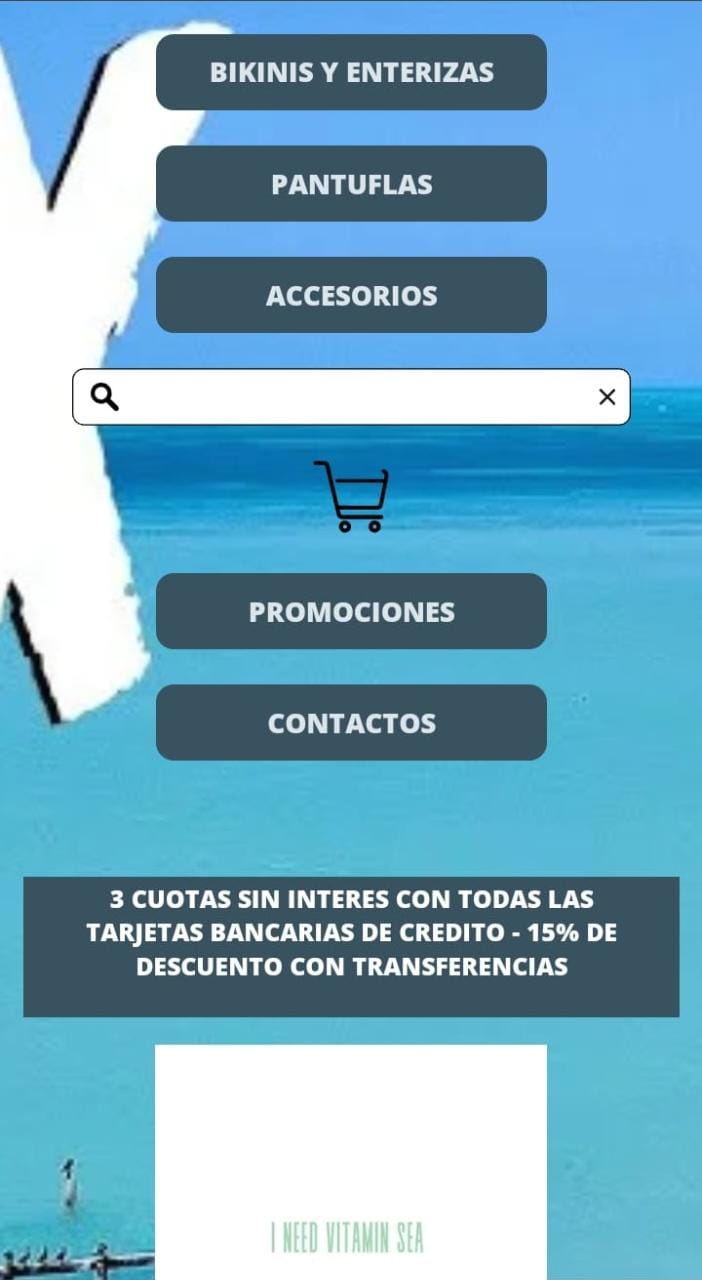 BIKINIS Y ENTERIZAS
PANTUFLAS
ACCESORIOS
PROMOCIONES
CONTACTOS
3 CUOTAS SIN INTERES CON TODAS LAS
TARJETAS BANCARIAS DE CREDITO - 15% DE
DESCUENTO CON TRANSFERENCIAS
I NEED VITAMIN SEA